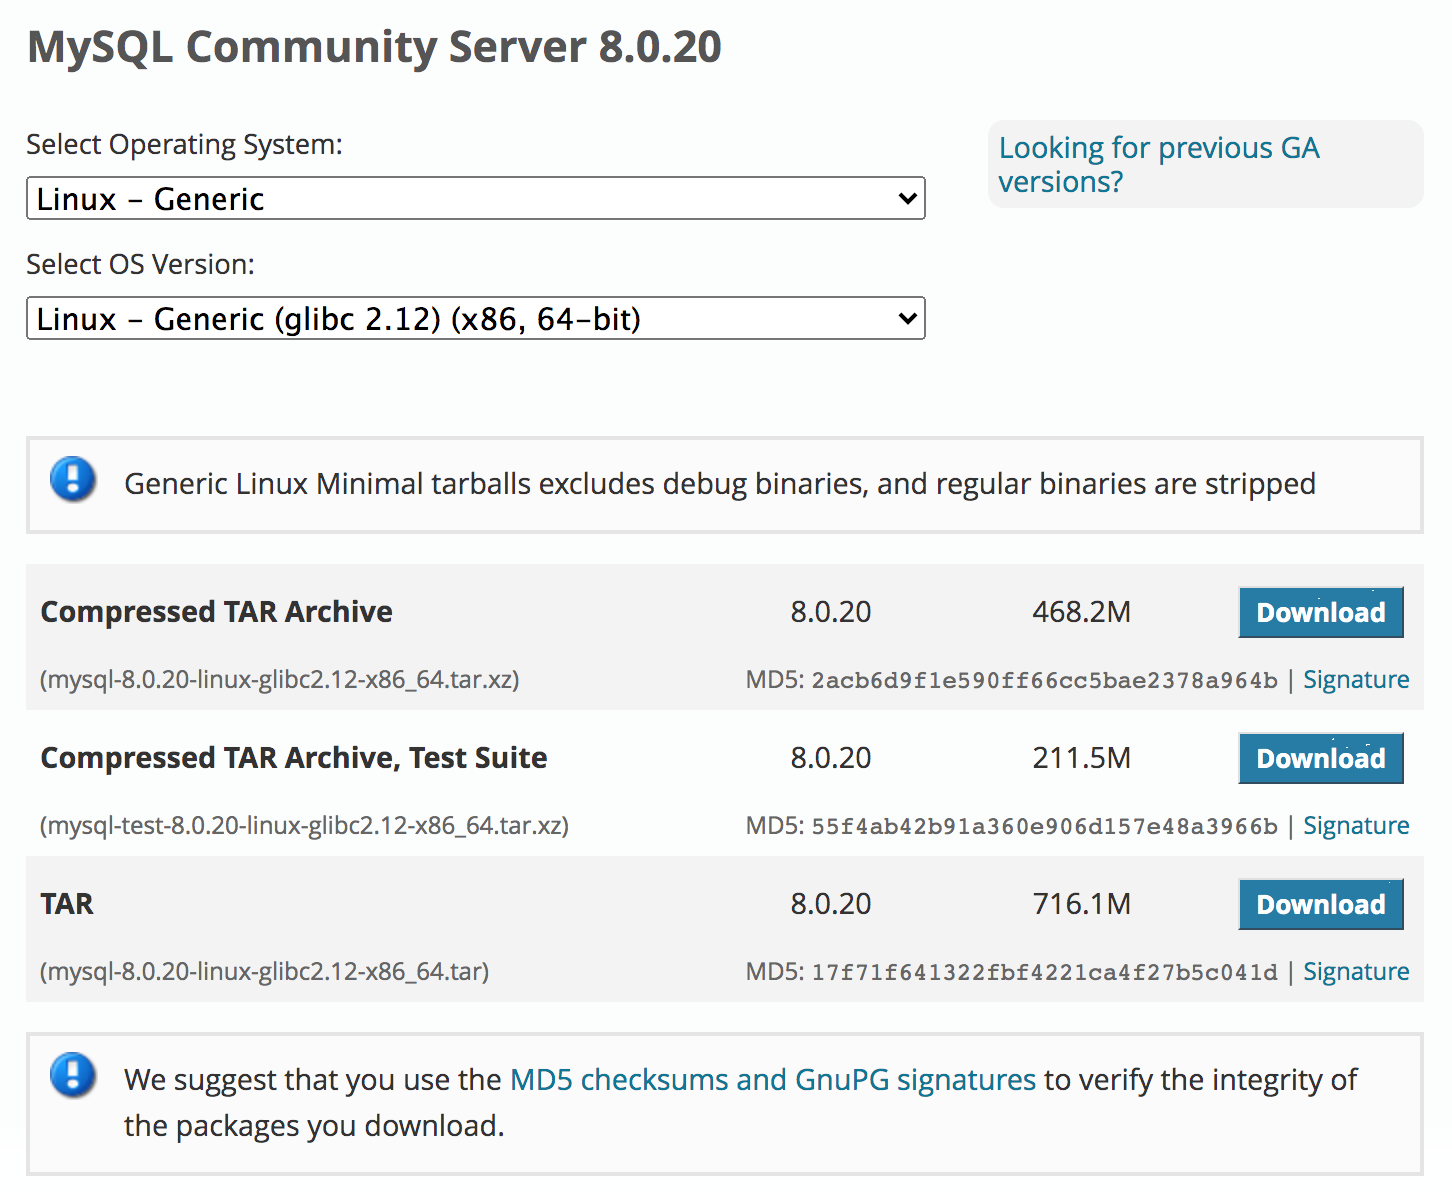 MySQL Community Server 8.0.20
Select Operating System:
Linux – Generic
Looking for previous GA
versions?
Select OS Version:
Linux – Generic (glibc 2.12) (x86, 64–bit)
Generic Linux Minimal tarballs excludes debug binaries, and regular binaries are stripped
Compressed TAR Archive 8.0.20 468.2M Download
(mysql-8.0.20-linux-glibc2.12-x86_64.tar.xz) MD5: 2acb6d9f1e590ff66cc5bae2378a964b | Signature
Compressed TAR Archive, Test Suite 8.0.20 211.5M Download
(mysql-test-8.0.20-linux-glibc2.12-x86_64.tar.xz) MD5: 55f4ab42b91a360e906d157e48a3966b | Signature
TAR 8.0.20 716.1M Download
(mysql-8.0.20-linux-glibc2.12-x86_64.tar) MD5: 17f71f641322fbf4221ca4f27b5c041d | Signature
We suggest that you use the MD5 checksums and GnuPG signatures to verify the integrity of
the packages you download.